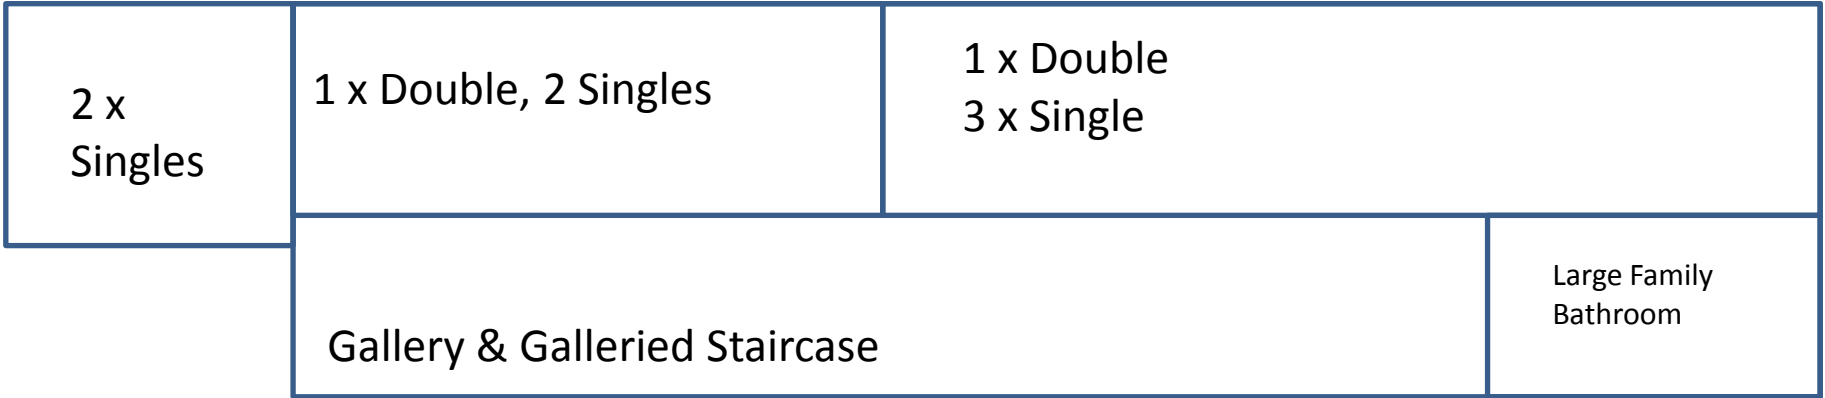 2 x
Singles
1 x Double, 2 Singles
1 x Double
3 x Single
Gallery & Galleried Staircase
Large Family
Bathroom